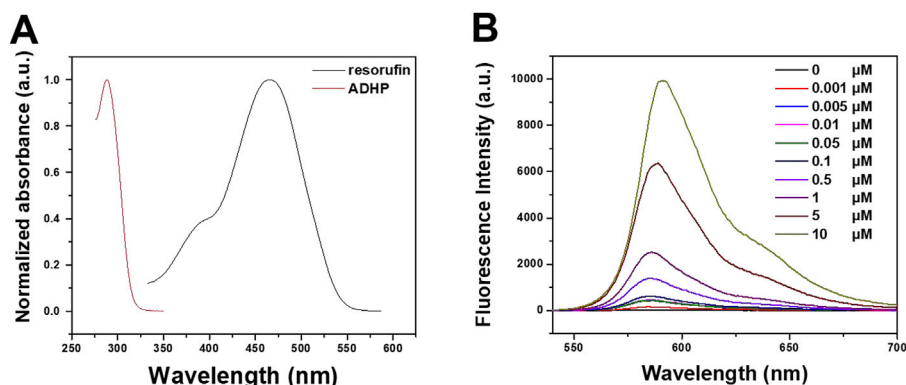 A
Normalized absorbance (a.u.)
1.0
0.8
0.6
0.4
0.2
0.0
250 300 350 400 450 500 550 600
Wavelength (nm)
resorufin
ADHP
B
Fluorescence Intensity (a.u.)
10000
8000
6000
4000
2000
0
550 600 650 700
Wavelength (nm)
0 μM
0.001 μM
0.005 μM
0.01 μM
0.05 μM
0.1 μM
0.5 μM
1 μM
5 μM
10 μM